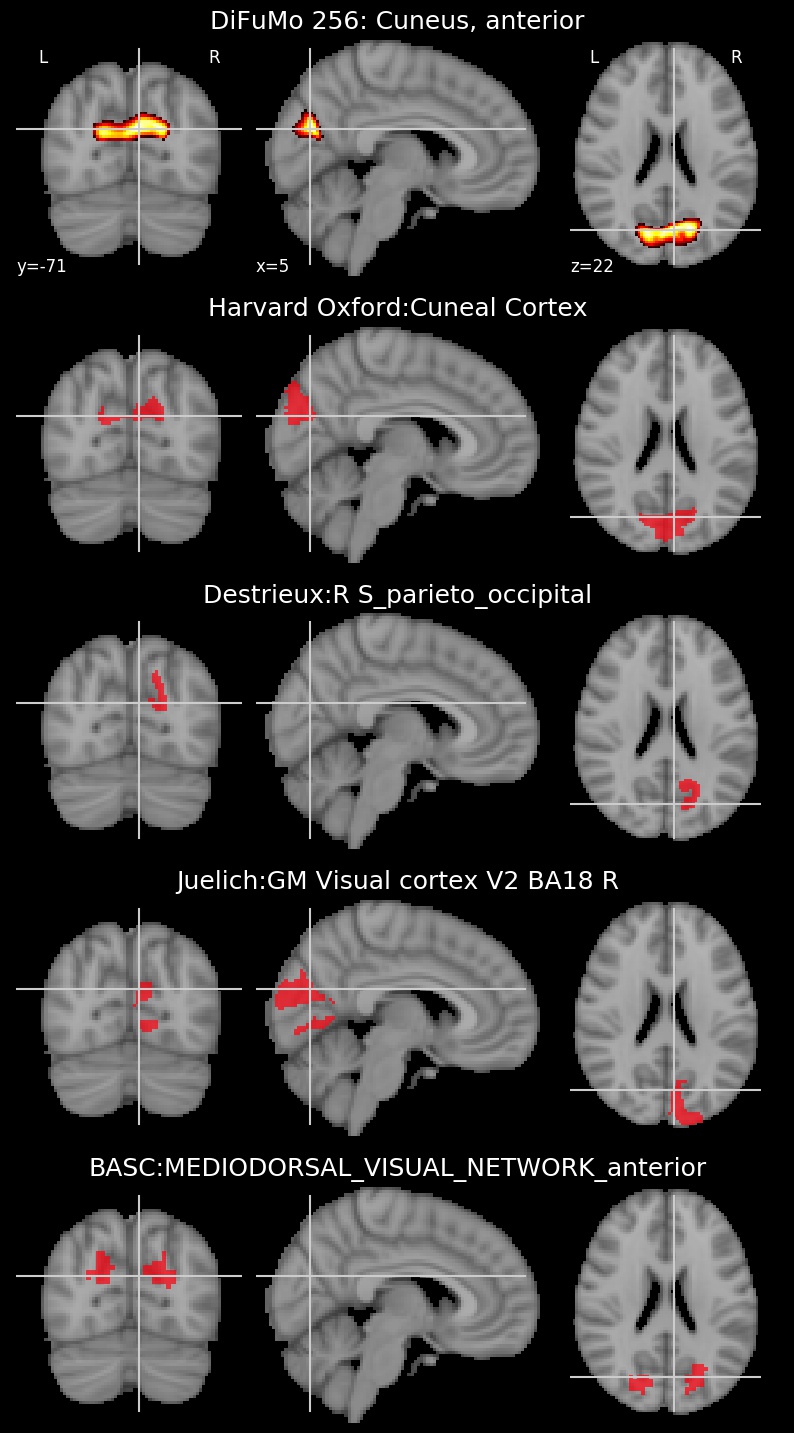 DiFuMo 256: Cuneus, anterior
L R L R
y=-71 x=5 z=22
Harvard Oxford:Cuneal Cortex
Destrieux:R S_parieto_occipital
Juelich:GM Visual cortex V2 BA18 R
BASC:MEDIODORSAL_VISUAL_NETWORK_anterior